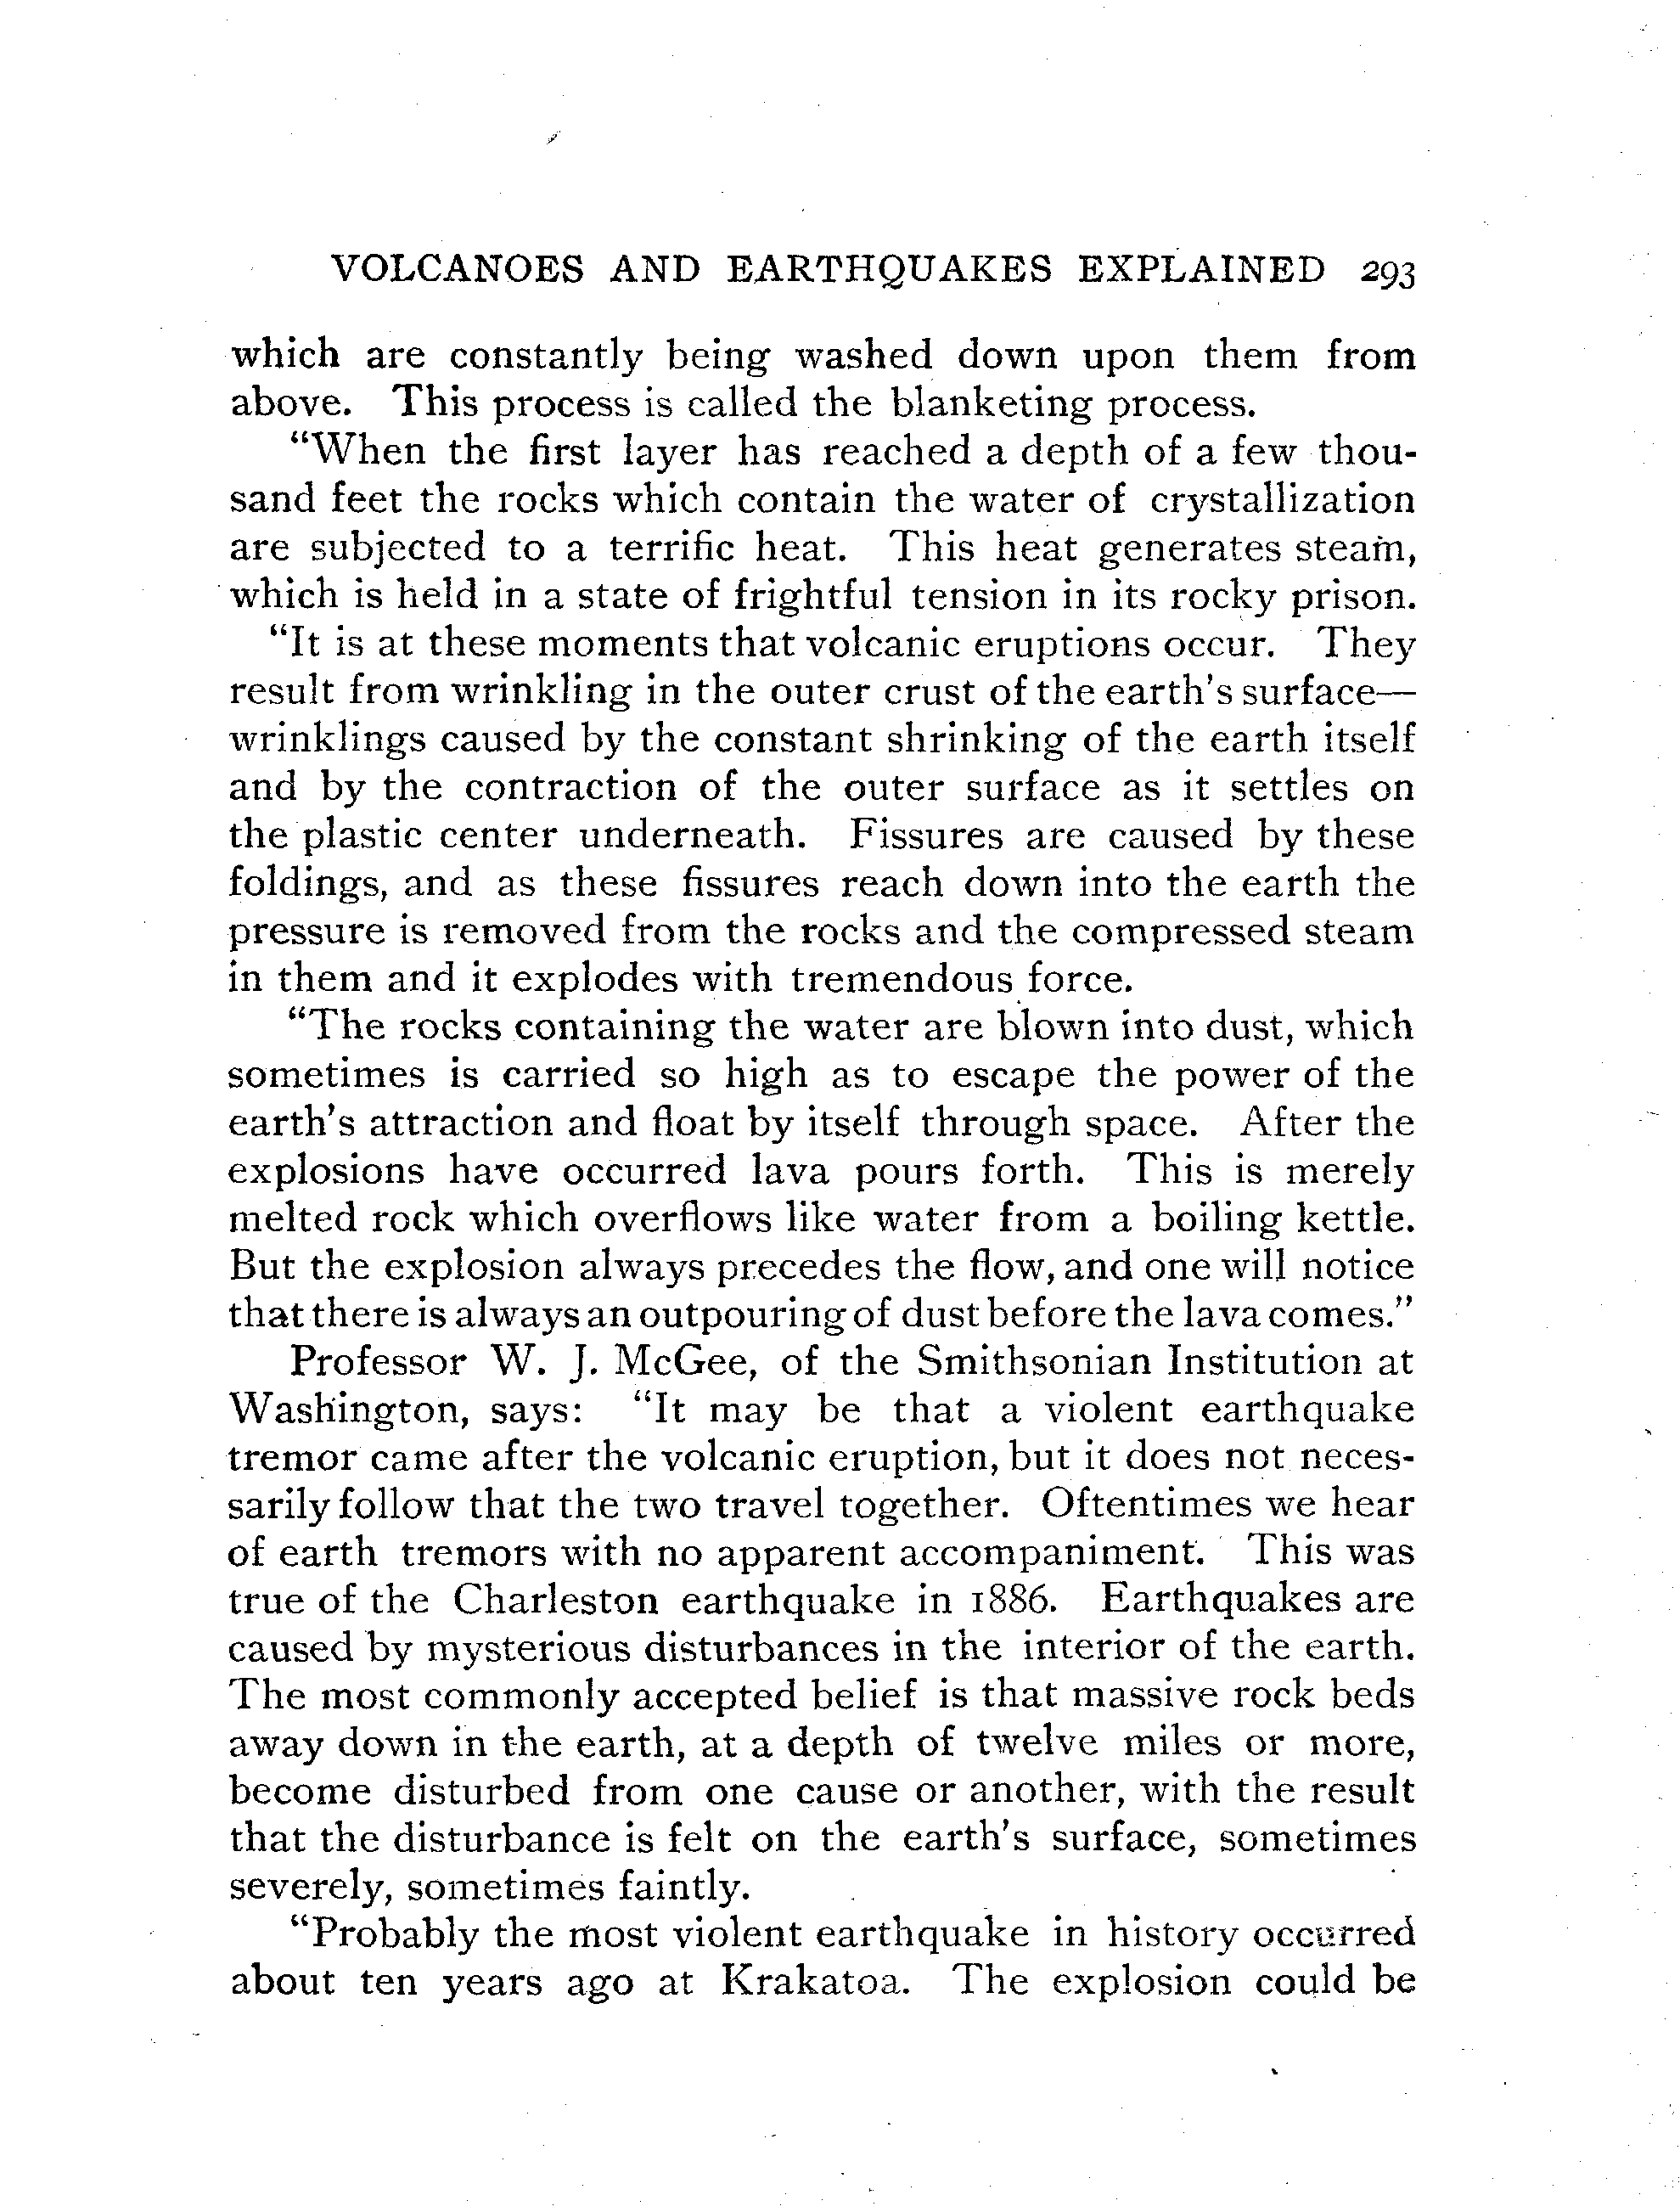 VOLCANOES AND EARTHQUAKES EXPLAINED 293
which are constantly being washed down upon them from
above. This process is called the blanketing process.
“When the first layer has reached a depth of a few thou-
sand feet the rocks which contain the water of crystallization
are subjected to a terrific heat. This heat generates steam,
which is held in a state of frightful tension in its rocky prison.
“It is at these moments that volcanic eruptions occur. They
result from wrinkling in the outer crust of the earth's surface—
wrinklings caused by the constant shrinking of the earth itself
and by the contraction of the outer surface as it settles on
the plastic center underneath. Fissures are caused by these
foldings, and as these fissures reach down into the earth the
pressure is removed from the rocks and the compressed steam
in them and it explodes with tremendous force.
“The rocks containing the water are blown into dust, which
sometimes is carried so high as to escape the power of the
earth's attraction and float by itself through space. After the
explosions have occurred lava pours forth. This is merely
melted rock which overflows like water from a boiling kettle.
But the explosion always precedes the flow, and one will notice
that there is always an outpouring of dust before the lava comes.”
Professor W. J. McGee, of the Smithsonian Institution at
Washington, says: “It may be that a violent earthquake
tremor came after the volcanic eruption, but it does not neces-
sarily follow that the two travel together. Oftentimes we hear
of earth tremors with no apparent accompaniment. This was
true of the Charleston earthquake in 1886. Earthquakes are
caused by mysterious disturbances in the interior of the earth.
The most commonly accepted belief is that massive rock beds
away down in the earth, at a depth of twelve miles or more,
become disturbed from one cause or another, with the result
that the disturbance is felt on the earth's surface, sometimes
severely, sometimes faintly.
“Probably the most violent earthquake in history occurred
about ten years ago at Krakatoa. The explosion could be